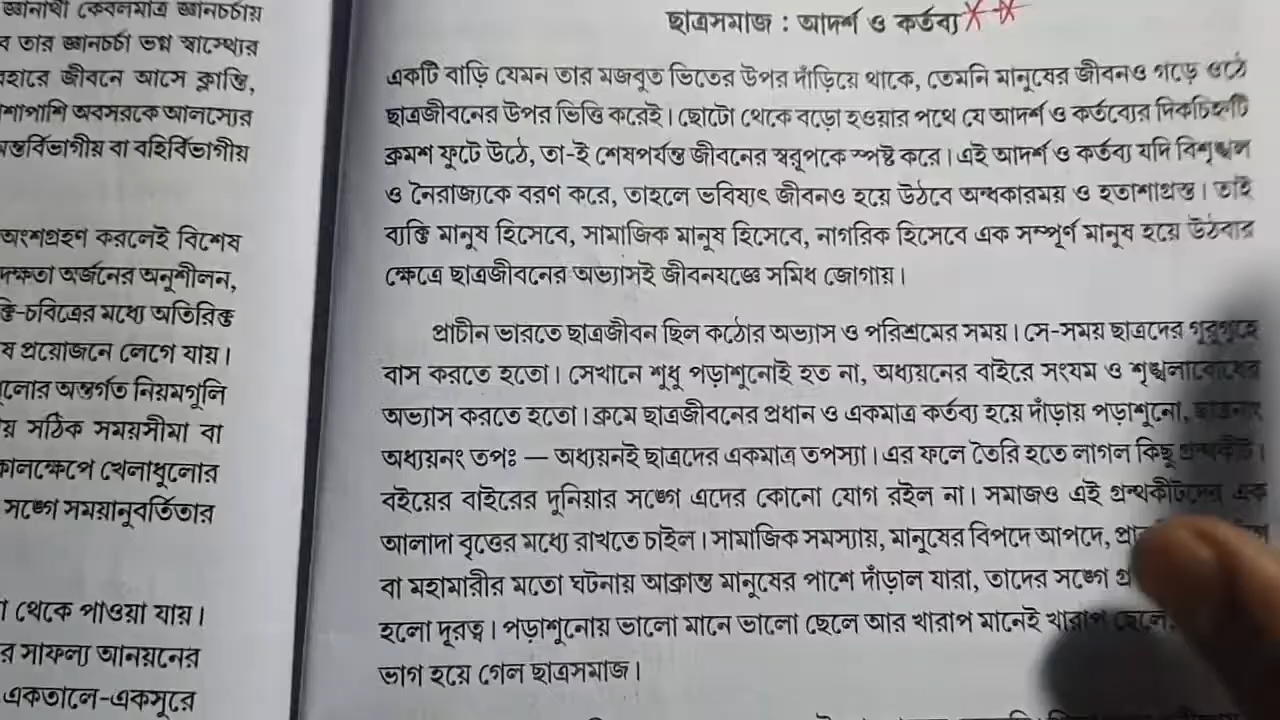 জ্ঞানার্থী কেবলমাত্র জ্ঞানচর্চায়
তার জ্ঞানচর্চা ভগ্ন স্বাস্থ্যের
জীবনে আসে ক্লান্তি,
অবসরকে আলস্যের
বা বহির্বিভাগীয়
অংশগ্রহণ করলেই বিশেষ
দক্ষতা অর্জনের অনুশীলন,
মধ্যে অতিরিক্ত
প্রয়োজনে লেগে যায়।
অন্তর্গত নিয়মগুলি
সঠিক সময়সীমা বা
কালক্ষেপে খেলাধুলোর
সঙ্গে সময়ানুবর্তিতার
থেকে পাওয়া যায়।
সাফল্য আনয়নের
একতালে-একসুরে
ছাত্রসমাজ : আদর্শ ও কর্তব্য
একটি বাড়ি যেমন তার মজবুত ভিতের উপর দাঁড়িয়ে থাকে, তেমনি মানুষের জীবনও গড়ে ওঠে
ছাত্রজীবনের উপর ভিত্তি করেই। ছোটো থেকে বড়ো হওয়ার পথে যে আদর্শ ও কর্তব্যের দিকচিহ্নটি
ক্রমশ ফুটে উঠে, তা-ই শেষপর্যন্ত জীবনের স্বরূপকে স্পষ্ট করে। এই আদর্শ ও কর্তব্য যদি বিশৃঙ্খল
ও নৈরাজ্যকে বরণ করে, তাহলে ভবিষ্যৎ জীবনও হয়ে উঠবে অন্ধকারময় ও হতাশাগ্রস্ত। তাই
ব্যক্তি মানুষ হিসেবে, সামাজিক মানুষ হিসেবে, নাগরিক হিসেবে এক সম্পূর্ণ মানুষ হয়ে উঠবার
ক্ষেত্রে ছাত্রজীবনের অভ্যাসই জীবনযজ্ঞে সমিধ জোগায়।
প্রাচীন ভারতে ছাত্রজীবন ছিল কঠোর অভ্যাস ও পরিশ্রমের সময়। সে-সময় ছাত্রদের গুরুগৃহে
বাস করতে হতো। সেখানে শুধু পড়াশুনোই হত না, অধ্যয়নের বাইরে সংযম ও শৃঙ্খলাবোধের
অভ্যাস করতে হতো। ক্রমে ছাত্রজীবনের প্রধান ও একমাত্র কর্তব্য হয়ে দাঁড়ায় পড়াশুনো, ছাত্রনাং
অধ্যয়নং তপঃ — অধ্যয়নই ছাত্রদের একমাত্র তপস্যা। এর ফলে তৈরি হতে লাগল কিছু গ্রন্থকীট।
বইয়ের বাইরের দুনিয়ার সঙ্গে এদের কোনো যোগ রইল না। সমাজও এই গ্রন্থকীটদের এক
আলাদা বৃত্তের মধ্যে রাখতে চাইল। সামাজিক সমস্যায়, মানুষের বিপদে আপদে,
বা মহামারীর মতো ঘটনায় আক্রান্ত মানুষের পাশে দাঁড়াল যারা, তাদের সঙ্গে
হলো দূরত্ব। পড়াশুনোয় ভালো মানে ভালো ছেলে আর খারাপ মানেই খারাপ ছেলে
ভাগ হয়ে গেল ছাত্রসমাজ।